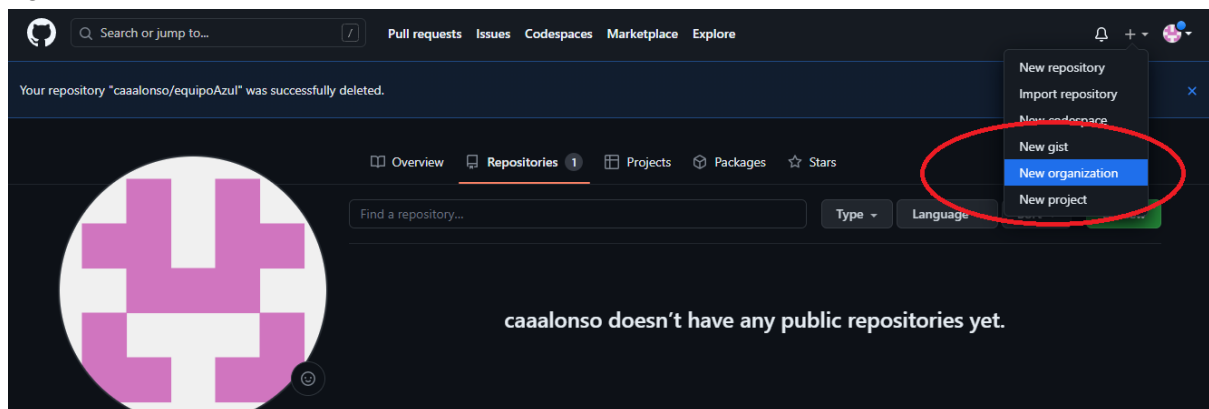 Search or jump to... /
Pull requests Issues Codespaces Marketplace Explore
Your repository "caaalonso/equipoAzul" was successfully deleted.
New repository
Import repository
New codespace
New gist
New organization
New project
Overview Repositories 1 Projects Packages Stars
Find a repository...
Type Language
caaalonso doesn't have any public repositories yet.